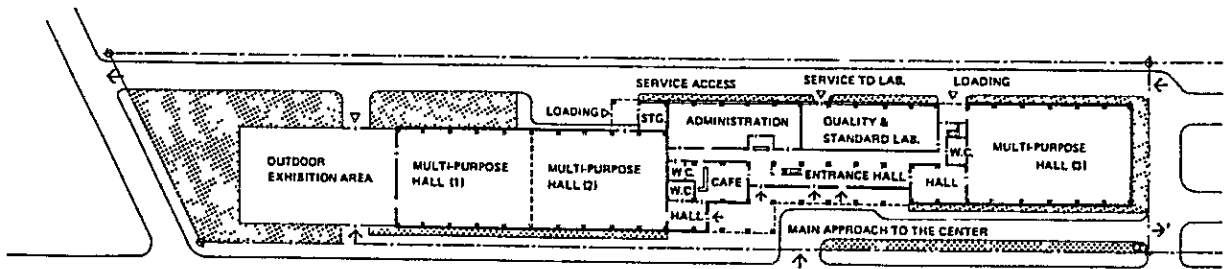 SERVICE ACCESS
SERVICE TO LAB.
LOADING
LOADING
STG.
ADMINISTRATION
QUALITY &
STANDARD LAB.
OUTDOOR
EXHIBITION AREA
MULTI-PURPOSE
HALL (1)
MULTI-PURPOSE
HALL (2)
W.C.
W.C.
CAFE
ENTRANCE HALL
W.C.
HALL
MULTI-PURPOSE
HALL (3)
HALL
MAIN APPROACH TO THE CENTER